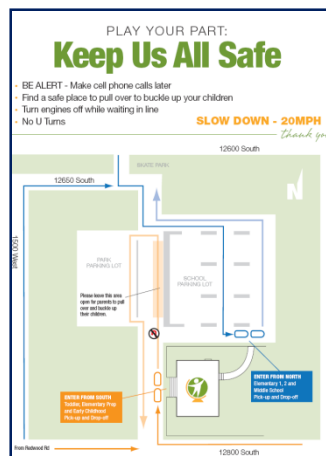 PLAY YOUR PART:
Keep Us All Safe
- BE ALERT - Make cell phone calls later
- Find a safe place to pull over to buckle up your children
- Turn engines off while waiting in line
- No U Turns
SLOW DOWN - 20MPH
thank you
12600 South
SKATE PARK
12650 South
N
1500 West
PARK
PARKING LOT
SCHOOL
PARKING LOT
Please leave this area
open for parents to pull
over and buckle up
their children.
ENTER FROM NORTH
Elementary 1, 2 and
Middle School
Pick-up and Drop-off
ENTER FROM SOUTH
Toddler, Elementary Prep
and Early Childhood
Pick-up and Drop-off
From Redwood Rd
12800 South